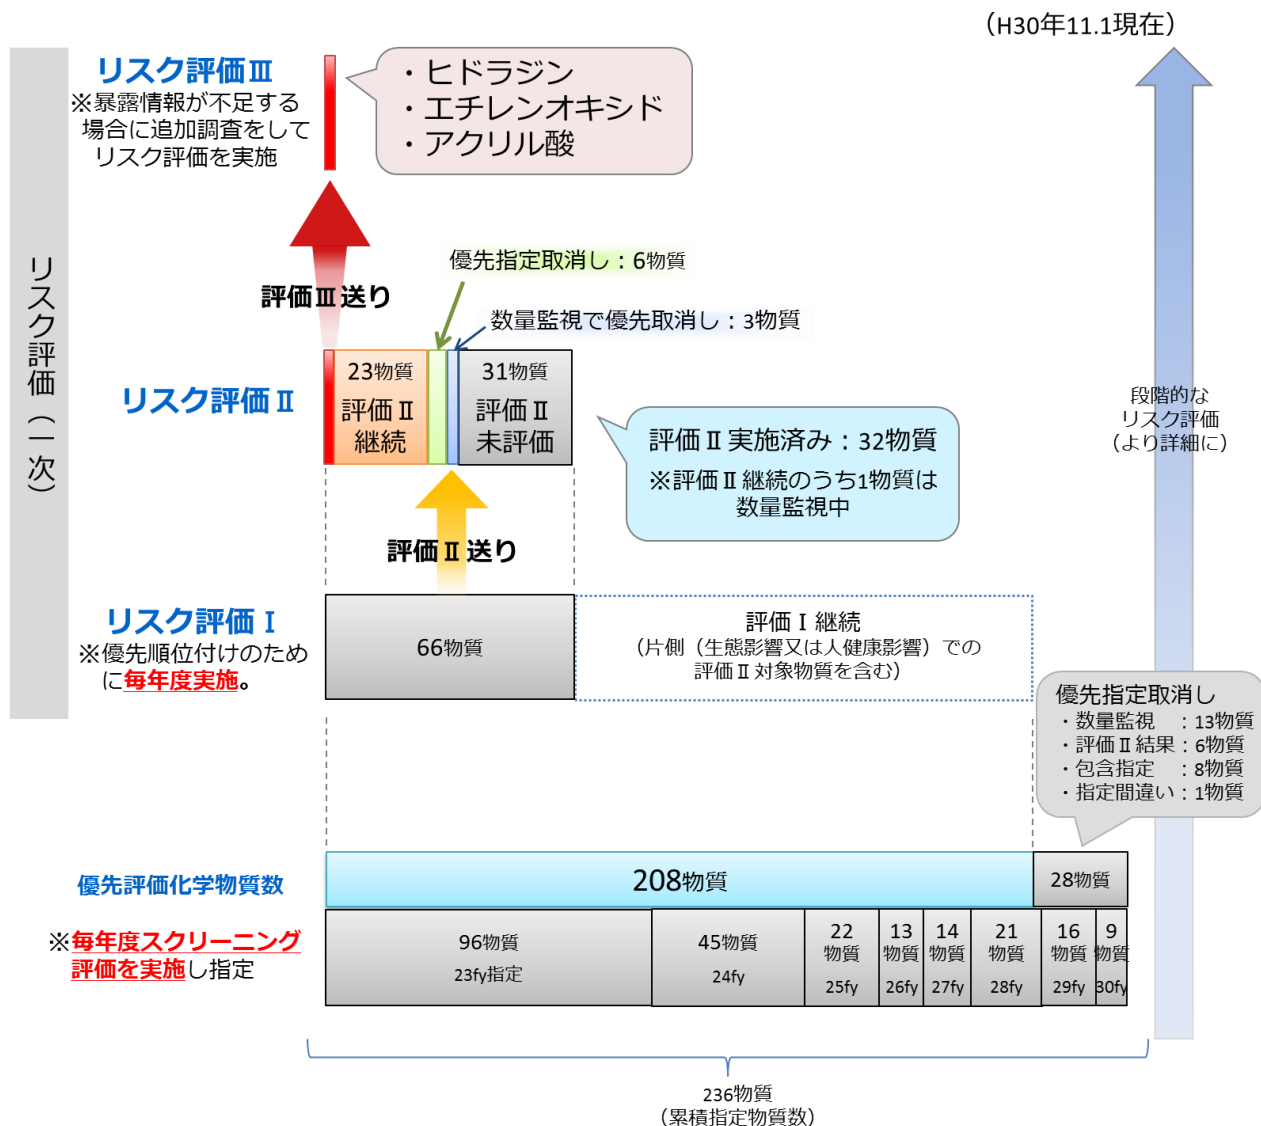 （H30年11.1現在）
リスク評価（一次）
リスク評価Ⅲ
※暴露情報が不足する
場合に追加調査をして
リスク評価を実施
・ヒドラジン
・エチレンオキシド
・アクリル酸
評価Ⅲ送り
優先指定取消し：6物質
数量監視で優先取消し：3物質
リスク評価Ⅱ
23物質
評価Ⅱ
継続
31物質
評価Ⅱ
未評価
評価Ⅱ実施済み：32物質
※評価Ⅱ継続のうち1物質は
数量監視中
段階的な
リスク評価
（より詳細に）
評価Ⅱ送り
リスク評価Ⅰ
※優先順位付けのため
に毎年度実施。
66物質
評価Ⅰ継続
（片側（生態影響又は人健康影響）での
評価Ⅱ対象物質を含む）
優先指定取消し
・数量監視　：13物質
・評価Ⅱ結果：6物質
・包含指定　：8物質
・指定間違い：1物質
優先評価化学物質数
208物質
28物質
※毎年度スクリーニング
評価を実施し指定
96物質
23fy指定
45物質
24fy
22
物質
25fy
13
物質
26fy
14
物質
27fy
21
物質
28fy
16
物質
29fy
9
物質
30fy
236物質
（累積指定物質数）